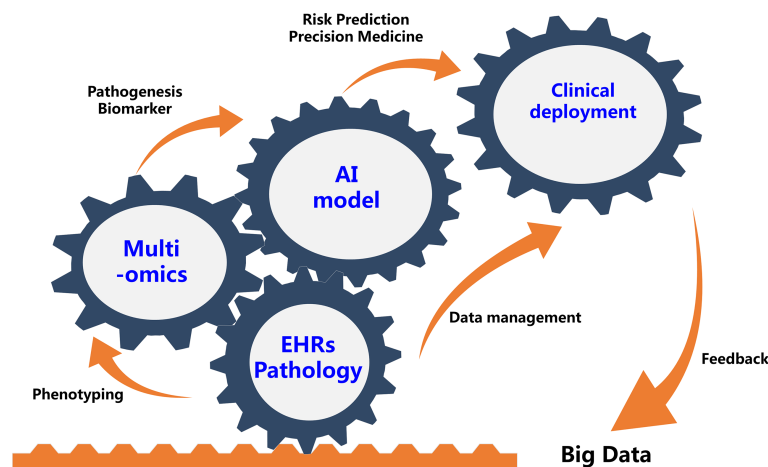 Risk Prediction
Precision Medicine
Pathogenesis
Biomarker
Clinical
deployment
AI
model
Multi
-omics
Data management
EHRs
Pathology
Feedback
Phenotyping
Big Data